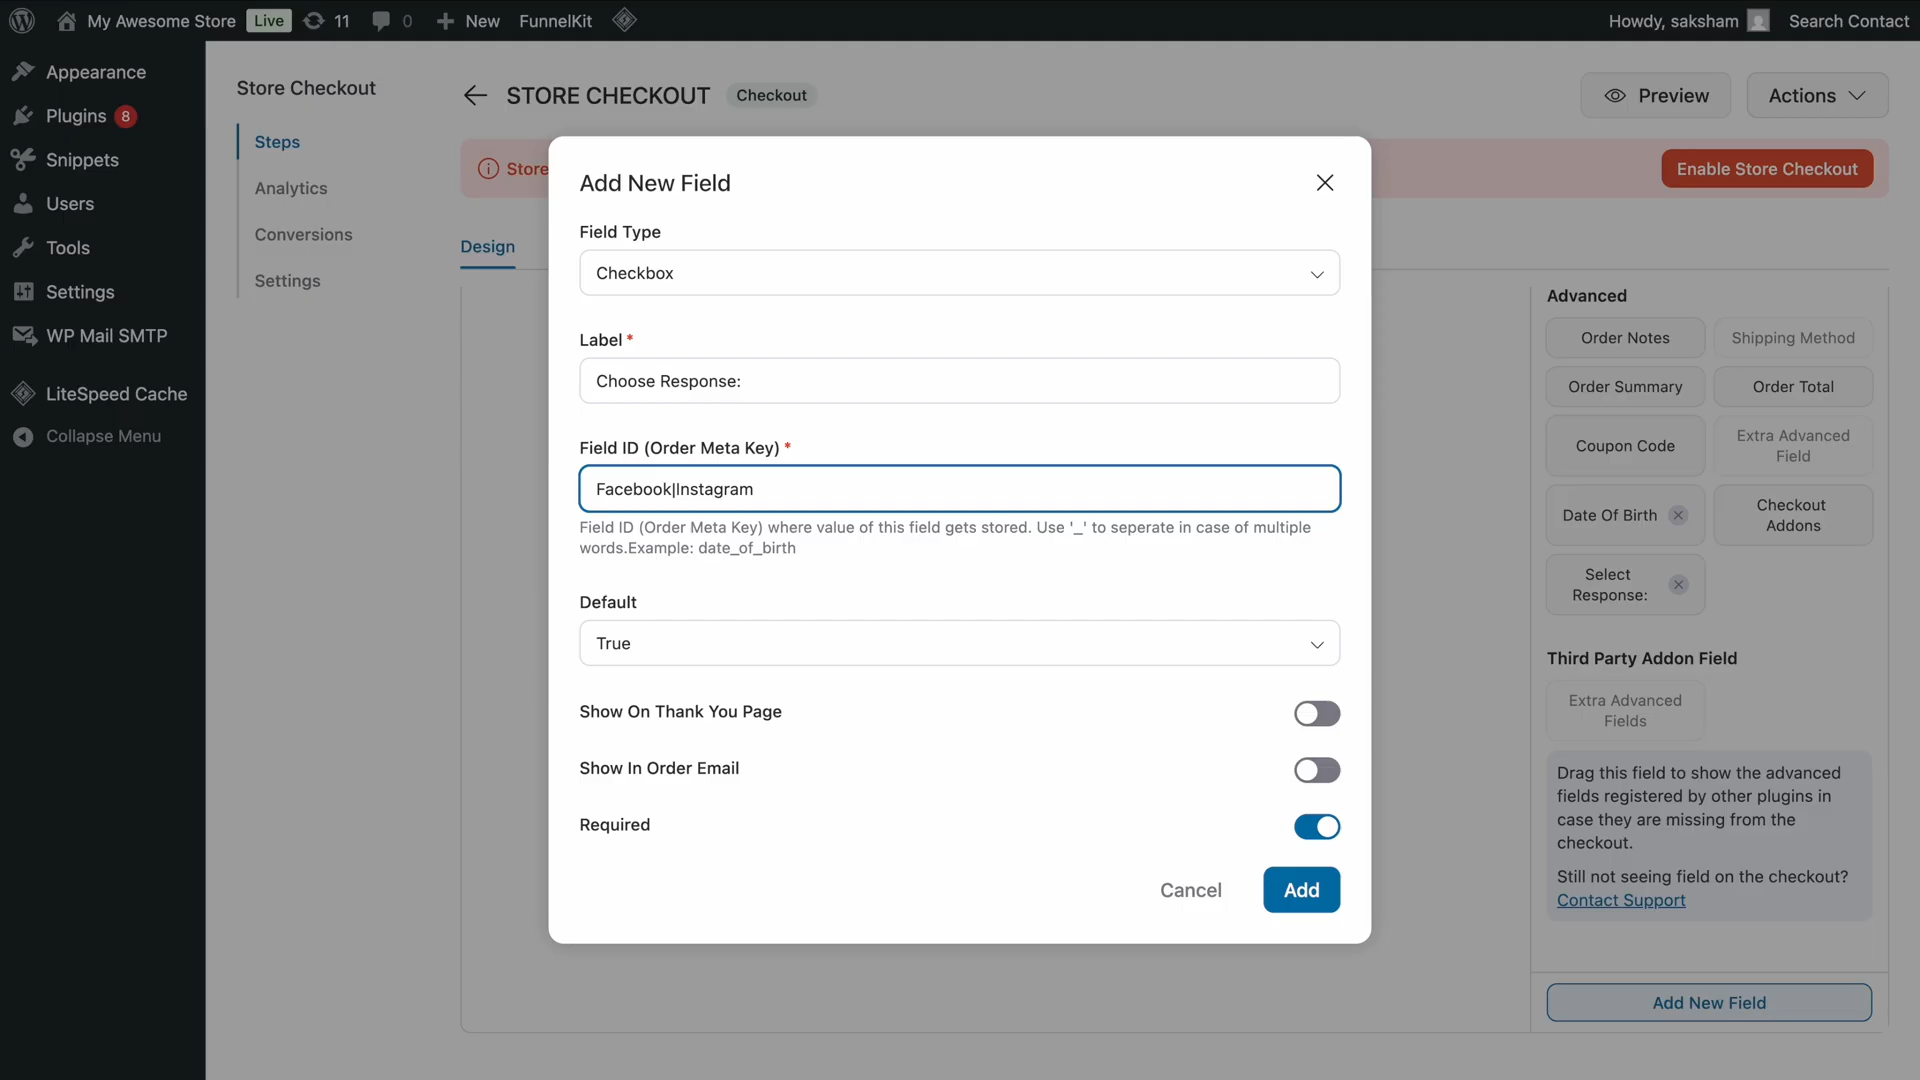 My Awesome Store Live 11 0 New FunnelKit Howdy, saksham Search Contact
Appearance
Plugins 8
Snippets
Users
Tools
Settings
WP Mail SMTP
LiteSpeed Cache
Collapse Menu
Store Checkout
Steps
Analytics
Conversions
Settings
STORE CHECKOUT Checkout
Preview
Actions
Store
Enable Store Checkout
Design
Add New Field
Field Type
Checkbox
Label *
Choose Response:
Field ID (Order Meta Key) *
Facebook|Instagram
Field ID (Order Meta Key) where value of this field gets stored. Use '_' to seperate in case of multiple
words.Example: date_of_birth
Default
True
Show On Thank You Page
Show In Order Email
Required
Cancel
Add
Advanced
Order Notes
Shipping Method
Order Summary
Order Total
Coupon Code
Extra Advanced
Field
Date Of Birth
Checkout
Addons
Select
Response:
Third Party Addon Field
Extra Advanced
Fields
Drag this field to show the advanced
fields registered by other plugins in
case they are missing from the
checkout.
Still not seeing field on the checkout?
Contact Support
Add New Field